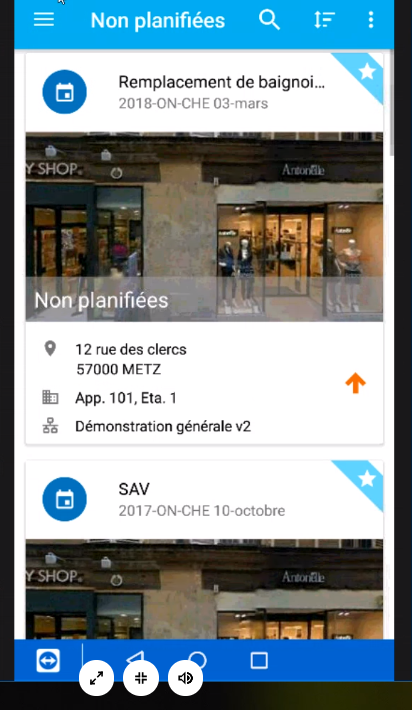 Non planifiées
Remplacement de baignoi...
2018-ON-CHE 03-mars
Y SHOP.
Antonelle
Non planifiées
12 rue des clercs
57000 METZ
App. 101, Eta. 1
Démonstration générale v2
SAV
2017-ON-CHE 10-octobre
Y SHOP.
Antonelle